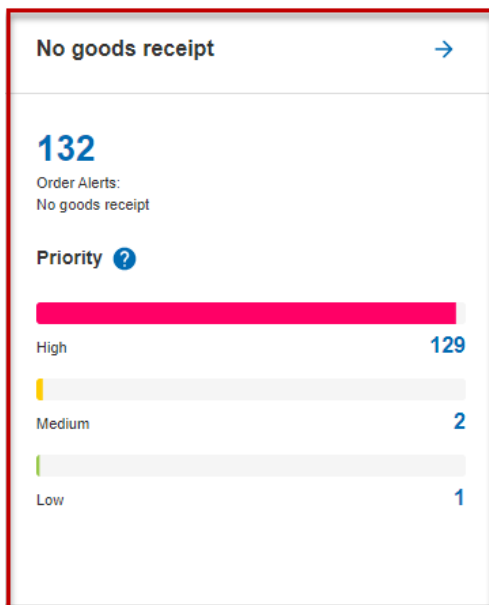 No goods receipt
132
Order Alerts:
No goods receipt
Priority ?
High 129
Medium 2
Low 1